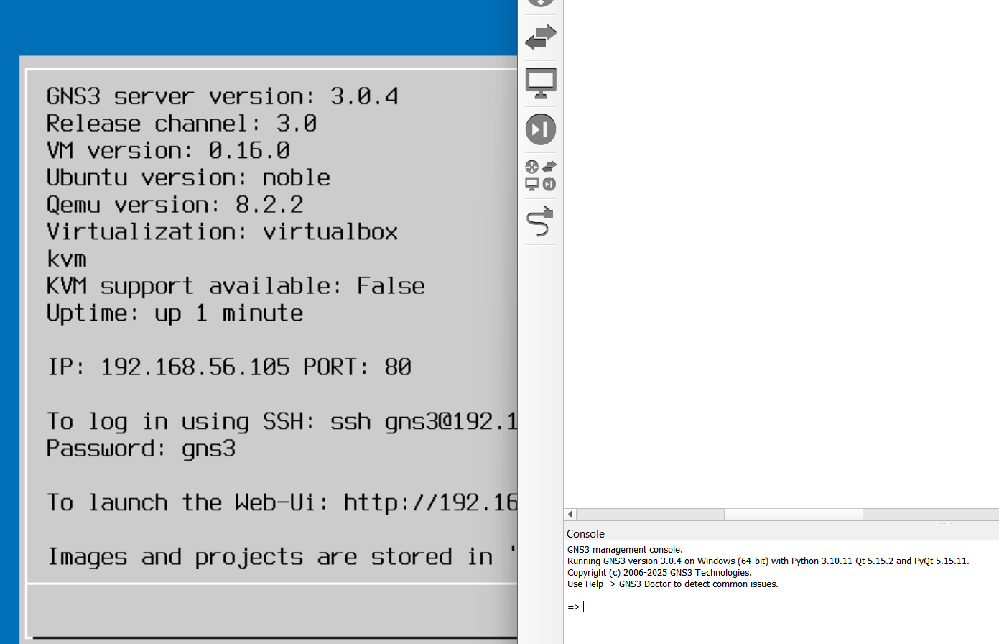 GNS3 server version: 3.0.4
Release channel: 3.0
VM version: 0.16.0
Ubuntu version: noble
Qemu version: 8.2.2
Virtualization: virtualbox
kvm
KVM support available: False
Uptime: up 1 minute
IP: 192.168.56.105 PORT: 80
To log in using SSH: ssh gns3@192.1
Password: gns3
To launch the Web-Ui: http://192.16
Images and projects are stored in '
Console
GNS3 management console.
Running GNS3 version 3.0.4 on Windows (64-bit) with Python 3.10.11 Qt 5.15.2 and PyQt 5.15.11.
Copyright (c) 2006-2025 GNS3 Technologies.
Use Help -> GNS3 Doctor to detect common issues.
=>